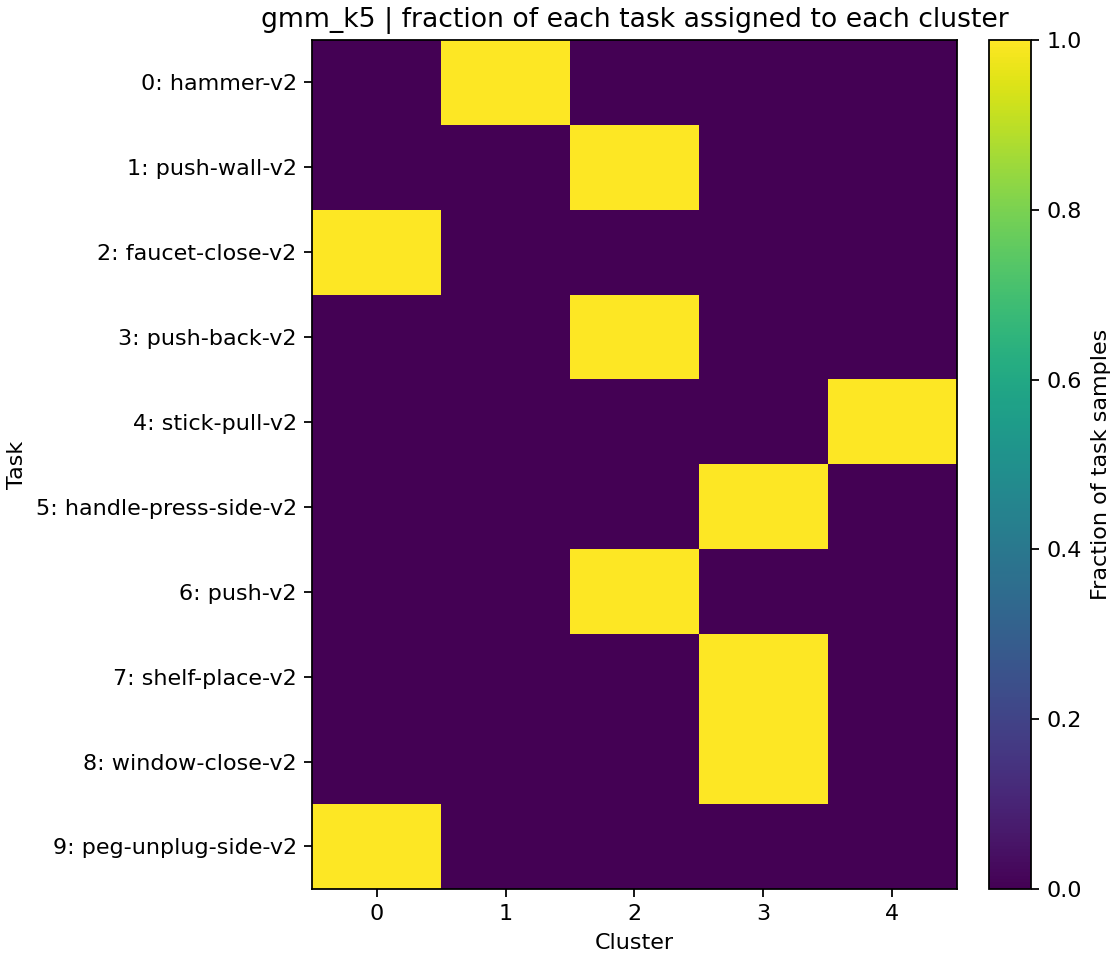 gmm_k5 | fraction of each task assigned to each cluster
0: hammer-v2
1: push-wall-v2
2: faucet-close-v2
3: push-back-v2
4: stick-pull-v2
5: handle-press-side-v2
6: push-v2
7: shelf-place-v2
8: window-close-v2
9: peg-unplug-side-v2
Task
0 1 2 3 4
Cluster
1.0
0.8
0.6
0.4
0.2
0.0
Fraction of task samples